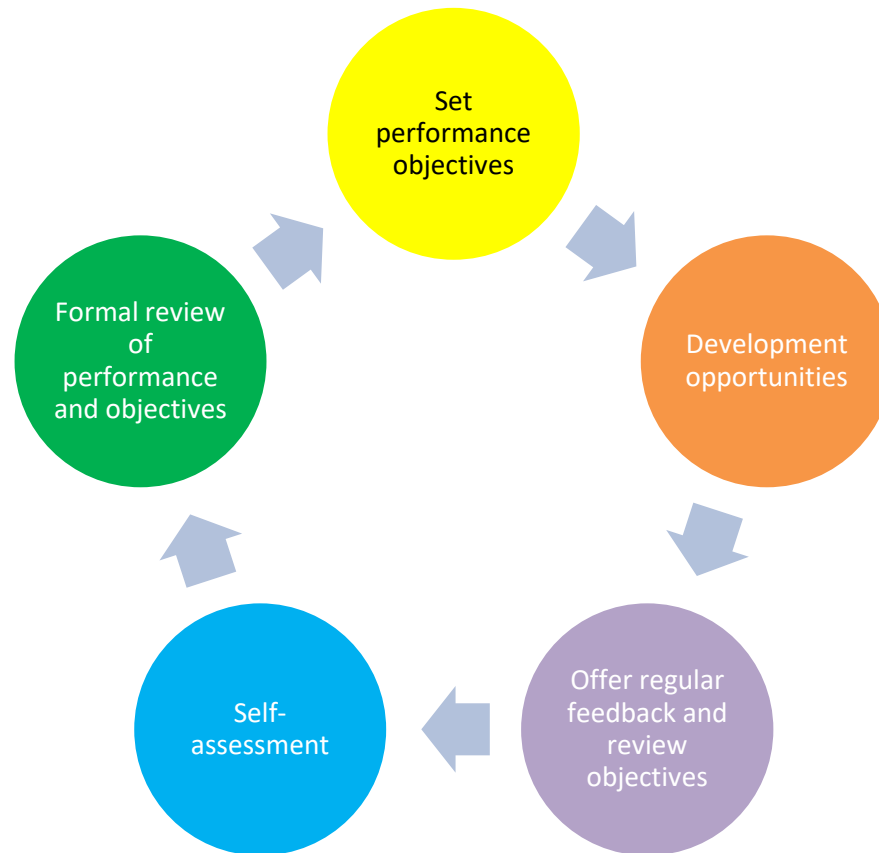 Set
performance
objectives
Development
opportunities
Offer regular
feedback and
review
objectives
Self-
assessment
Formal review
of
performance
and objectives